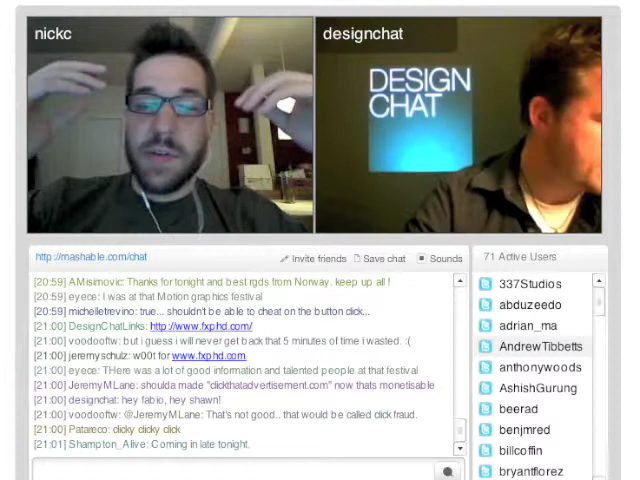 nickc
designchat
DESIGN
CHAT
http://mashable.com/chat
Invite friends
Save chat
Sounds
71 Active Users
[20:59] AMisimovic: Thanks for tonight and best rgds from Norway. keep up all !
[20:59] eyece: I was at that Motion graphics festival
[20:59] michelletrevino: true... shouldn't be able to cheat on the button click...
[21:00] DesignChatLinks: http://www.fxphd.com/
[21:00] voodooftw: but i guess i will never get back that 5 minutes of time i wasted. :(
[21:00] jeremyschulz: w00t for www.fxphd.com
[21:00] eyece: THere was a lot of good information and talented people at that festival
[21:00] JeremyMLane: shoulda made "clickthatadvertisement.com" now thats monetisable
[21:00] designchat: hey fabio, hey shawn!
[21:00] voodooftw: @JeremyMLane: That's not good.. that would be called click fraud.
[21:00] Patareco: clicky clicky click
[21:01] Shampton_Alive: Coming in late tonight.
337Studios
abduzeedo
adrian_ma
AndrewTibbetts
anthonywoods
AshishGurung
beerad
benjmred
billcoffin
bryantflorez